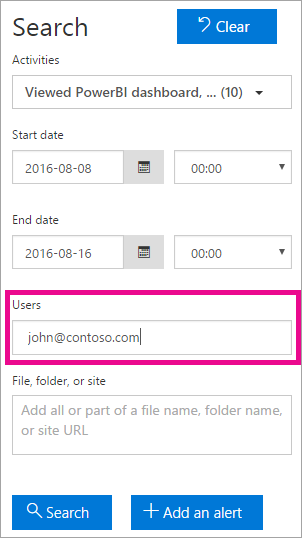 Search
Clear
Activities
Viewed PowerBI dashboard, ... (10)
Start date
2016-08-08
00:00
End date
2016-08-16
00:00
Users
john@contoso.com
File, folder, or site
Add all or part of a file name, folder name,
or site URL
Search
Add an alert